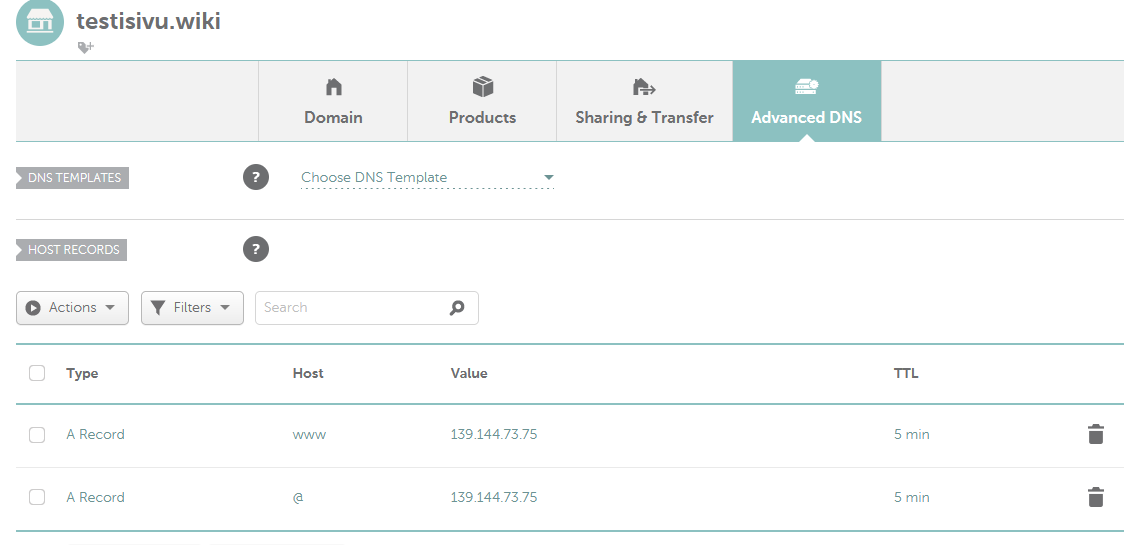 testisivu.wiki
Domain Products Sharing & Transfer Advanced DNS
DNS TEMPLATES ? Choose DNS Template
HOST RECORDS ?
Actions Filters Search
Type Host Value TTL
A Record www 139.144.73.75 5 min
A Record @ 139.144.73.75 5 min